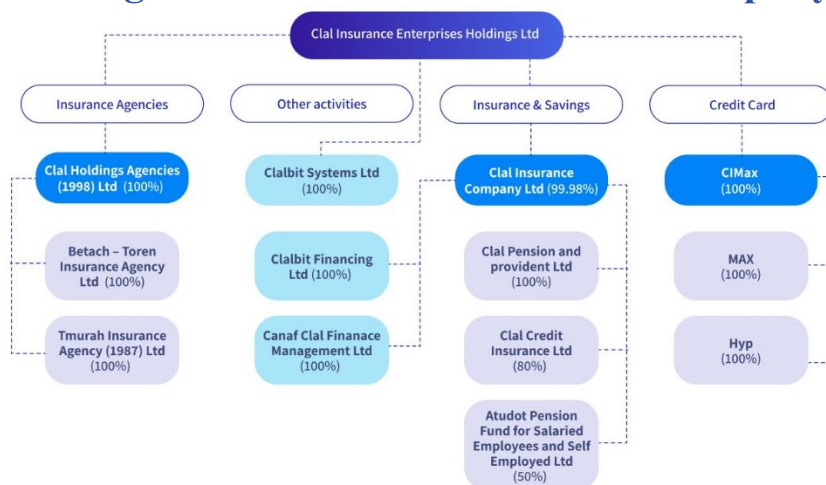 Clal Insurance Enterprises Holdings Ltd
Insurance Agencies
Other activities
Insurance & Savings
Credit Card
Clal Holdings Agencies
(1998) Ltd (100%)
Clalbit Systems Ltd
(100%)
Clal Insurance
Company Ltd (99.98%)
CIMax
(100%)
Betach – Toren
Insurance Agency
Ltd (100%)
Clalbit Financing
Ltd (100%)
Clal Pension and
provident Ltd
(100%)
MAX
(100%)
Tmurah Insurance
Agency (1987) Ltd
(100%)
Canaf Clal Finanace
Management Ltd
(100%)
Clal Credit
Insurance Ltd
(80%)
Hyp
(100%)
Atudot Pension
Fund for Salaried
Employees and Self
Employed Ltd
(50%)